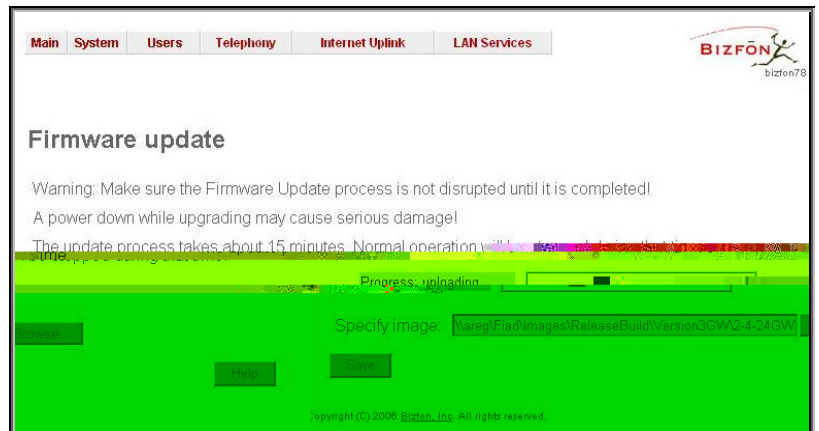 Main System Users Telephony Internet Uplink LAN Services
BIZFŌN
bizfon78
Firmware update
Warning: Make sure the Firmware Update process is not disrupted until it is completed!
A power down while upgrading may cause serious damage!
The update process takes about 15 minutes. Normal operation
time
Progress: uploading
Specify image: \\areg\Fiad\Images\ReleaseBuild\Version3GW\2-4-24GW\
Browse...
Help Save
Copyright (C) 2006 Bizfon, Inc. All rights reserved.